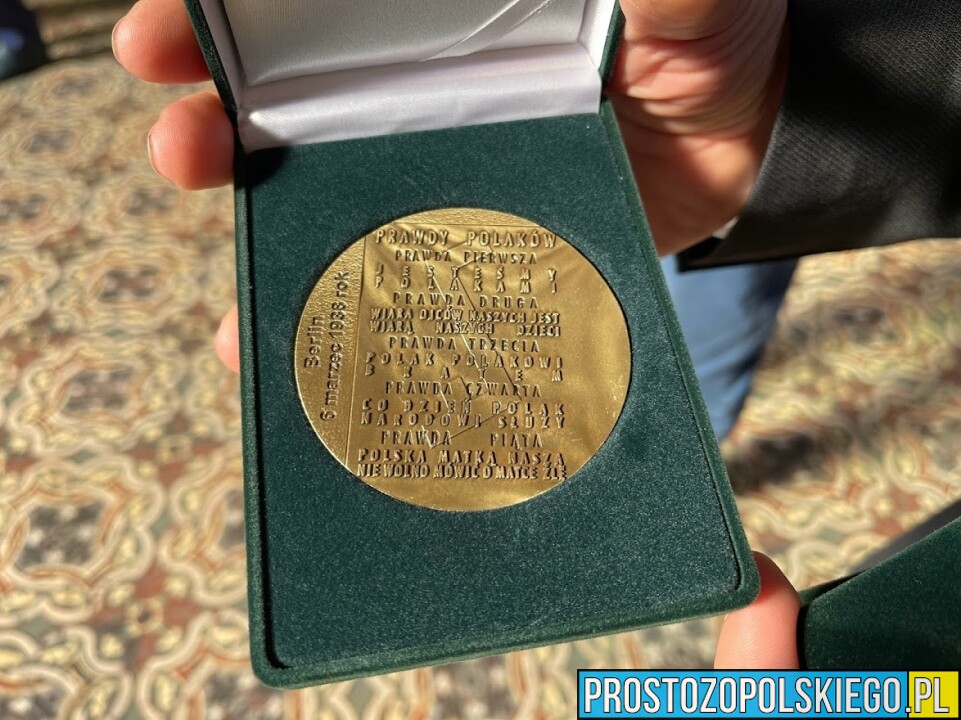 PRAWDY POLAKÓW
PRAWDA PIERWSZA
JESTEŚMY
POLAKAMI
PRAWDA DRUGA
WIARA OJCÓW NASZYCH JEST
WIARĄ NASZYCH DZIECI
PRAWDA TRZECIA
POLAK POLAKOWI
BRATEM
PRAWDA CZWARTA
CO DZIEŃ POLAK
NARODOWI SŁUŻY
PRAWDA PIĄTA
POLSKA MATKĄ NASZĄ
NIE WOLNO MÓWIĆ O MATCE ŹLE
Berlin
6 marzec 1938 rok
PROSTOZOPOLSKIEGO.PL